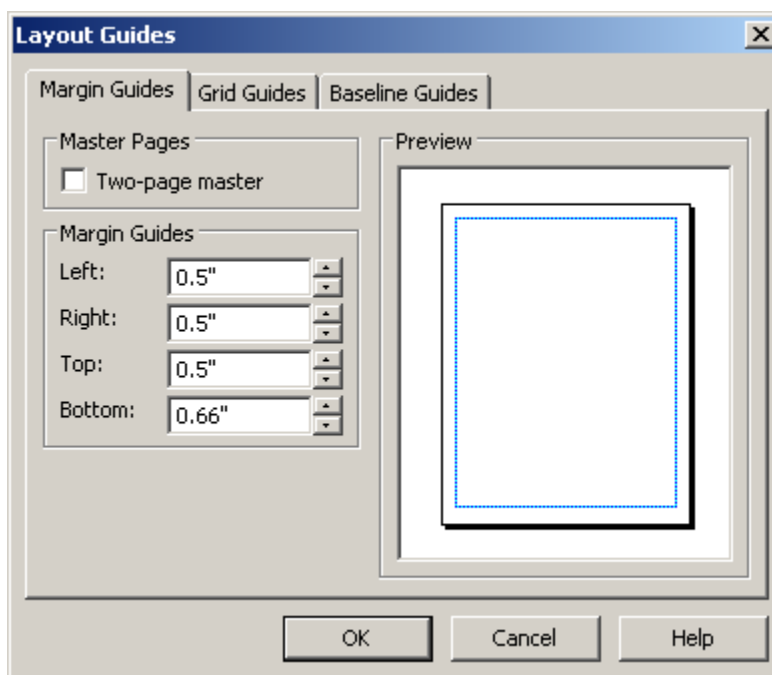 Layout Guides
Margin Guides Grid Guides Baseline Guides
Master Pages
Two-page master
Margin Guides
Left: 0.5"
Right: 0.5"
Top: 0.5"
Bottom: 0.66"
Preview
OK Cancel Help